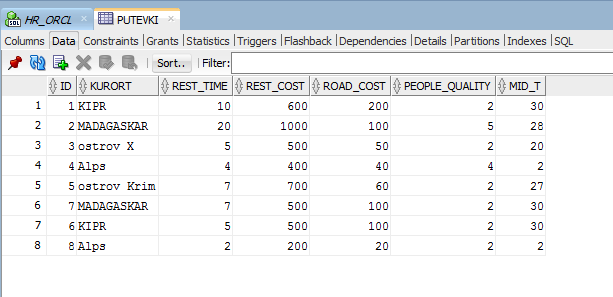 SQL HR_ORCL × PUTEVKI ×
Columns Data Constraints Grants Statistics Triggers Flashback Dependencies Details Partitions Indexes SQL
Sort.. Filter:
ID KURORT REST_TIME REST_COST ROAD_COST PEOPLE_QUALITY MID_T
1 1 KIPR 10 600 200 2 30
2 2 MADAGASKAR 20 1000 100 5 28
3 3 ostrov X 5 500 50 2 20
4 4 Alps 4 400 40 4 2
5 5 ostrov Krim 7 700 60 2 27
6 7 MADAGASKAR 7 500 100 2 30
7 6 KIPR 5 500 100 2 30
8 8 Alps 2 200 20 2 2